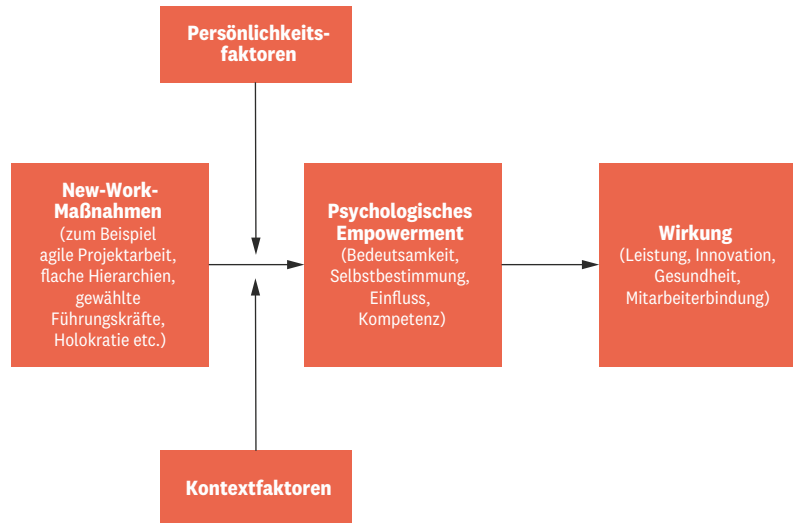 Persönlichkeits-
faktoren
New-Work-
Maßnahmen
(zum Beispiel
agile Projektarbeit,
flache Hierarchien,
gewählte
Führungskräfte,
Holokratie etc.)
Psychologisches
Empowerment
(Bedeutsamkeit,
Selbstbestimmung,
Einfluss,
Kompetenz)
Wirkung
(Leistung, Innovation,
Gesundheit,
Mitarbeiterbindung)
Kontextfaktoren